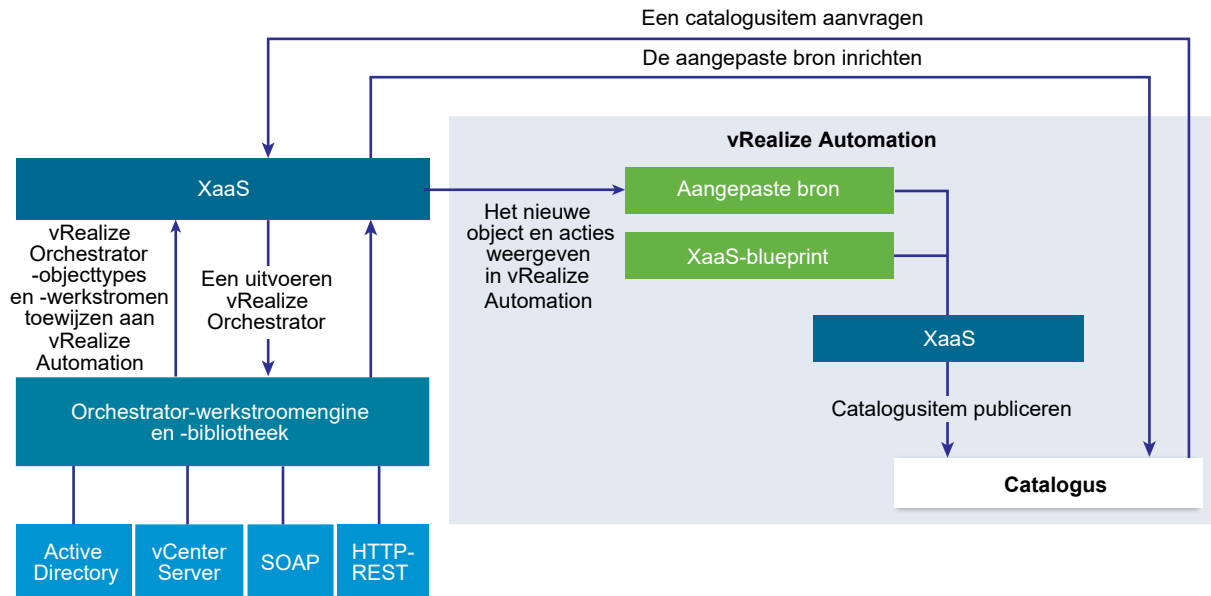 Een catalogusitem aanvragen
De aangepaste bron inrichten
vRealize Automation
XaaS
Aangepaste bron
Het nieuwe
object en acties
weergeven
in vRealize
Automation
XaaS-blueprint
vRealize
Orchestrator
-objecttypes
en -werkstromen
toewijzen aan
vRealize
Automation
Een uitvoeren
vRealize
Orchestrator
XaaS
Orchestrator-werkstroomengine
en -bibliotheek
Catalogusitem publiceren
Catalogus
Active
Directory
vCenter
Server
SOAP
HTTP-
REST